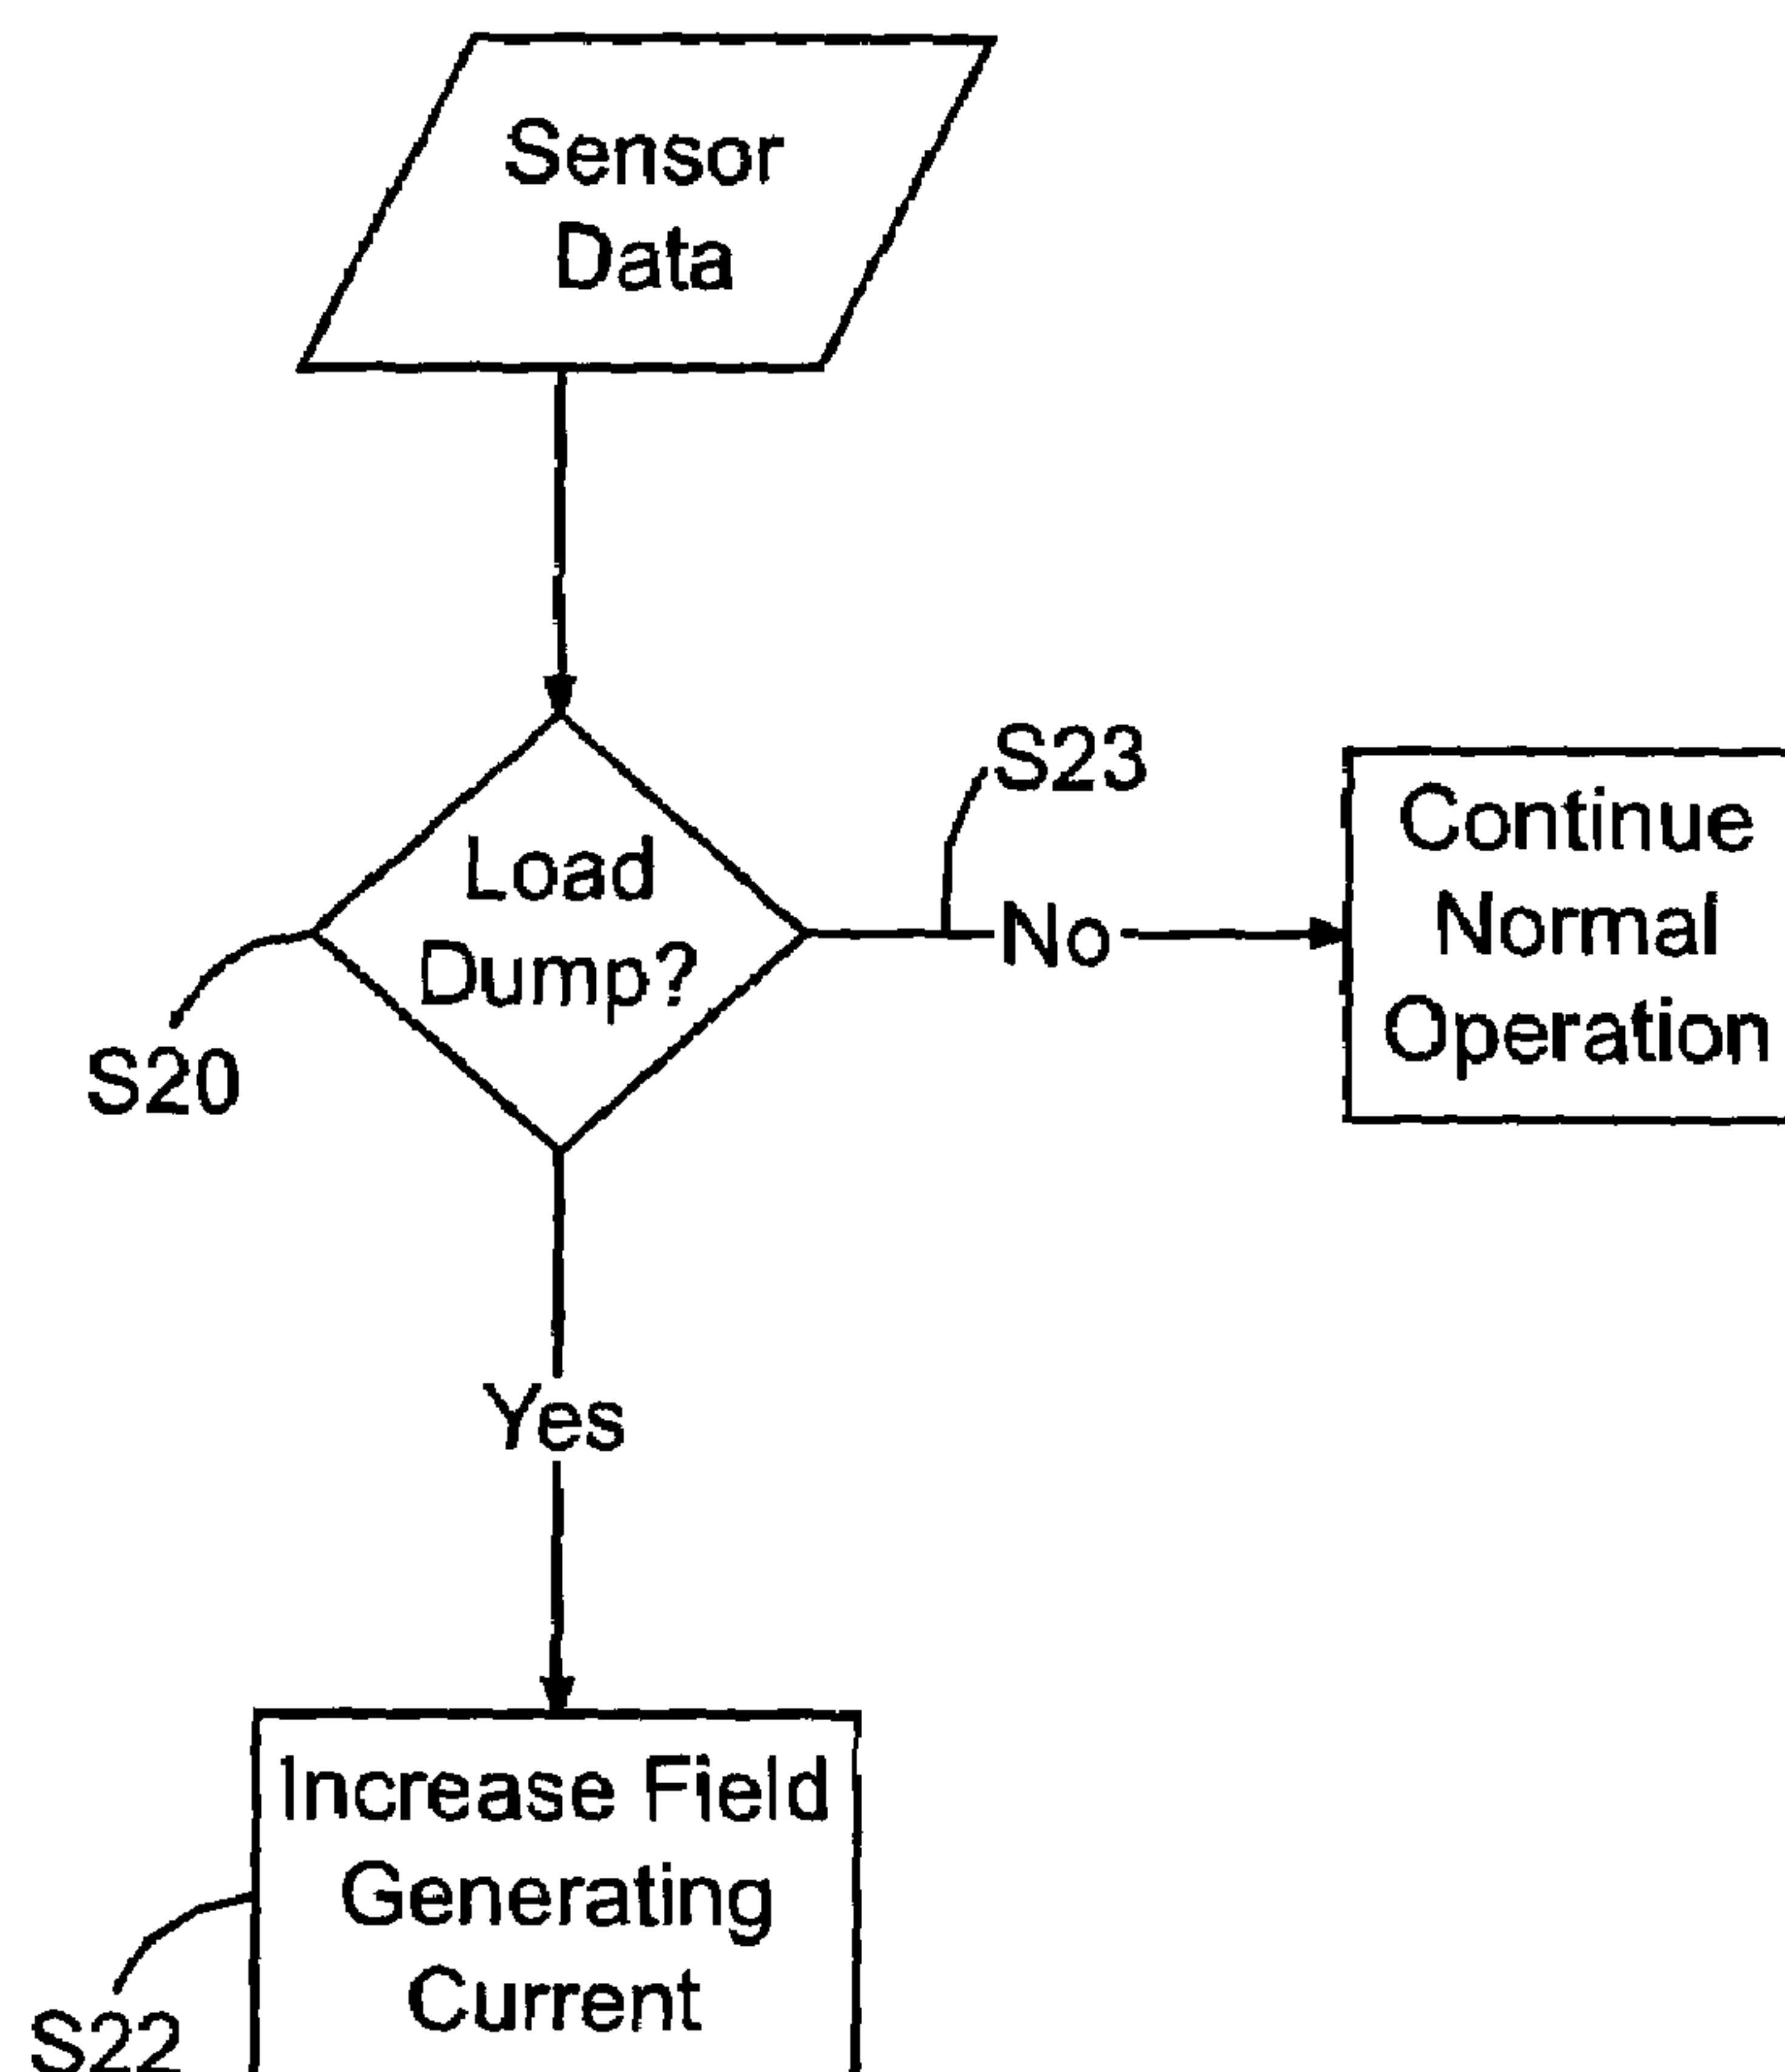 Sensor
Data
S23
Load
Dump?
No
Continue
Normal
Operation
S20
Yes
Increase Field
Generating
Current
S22